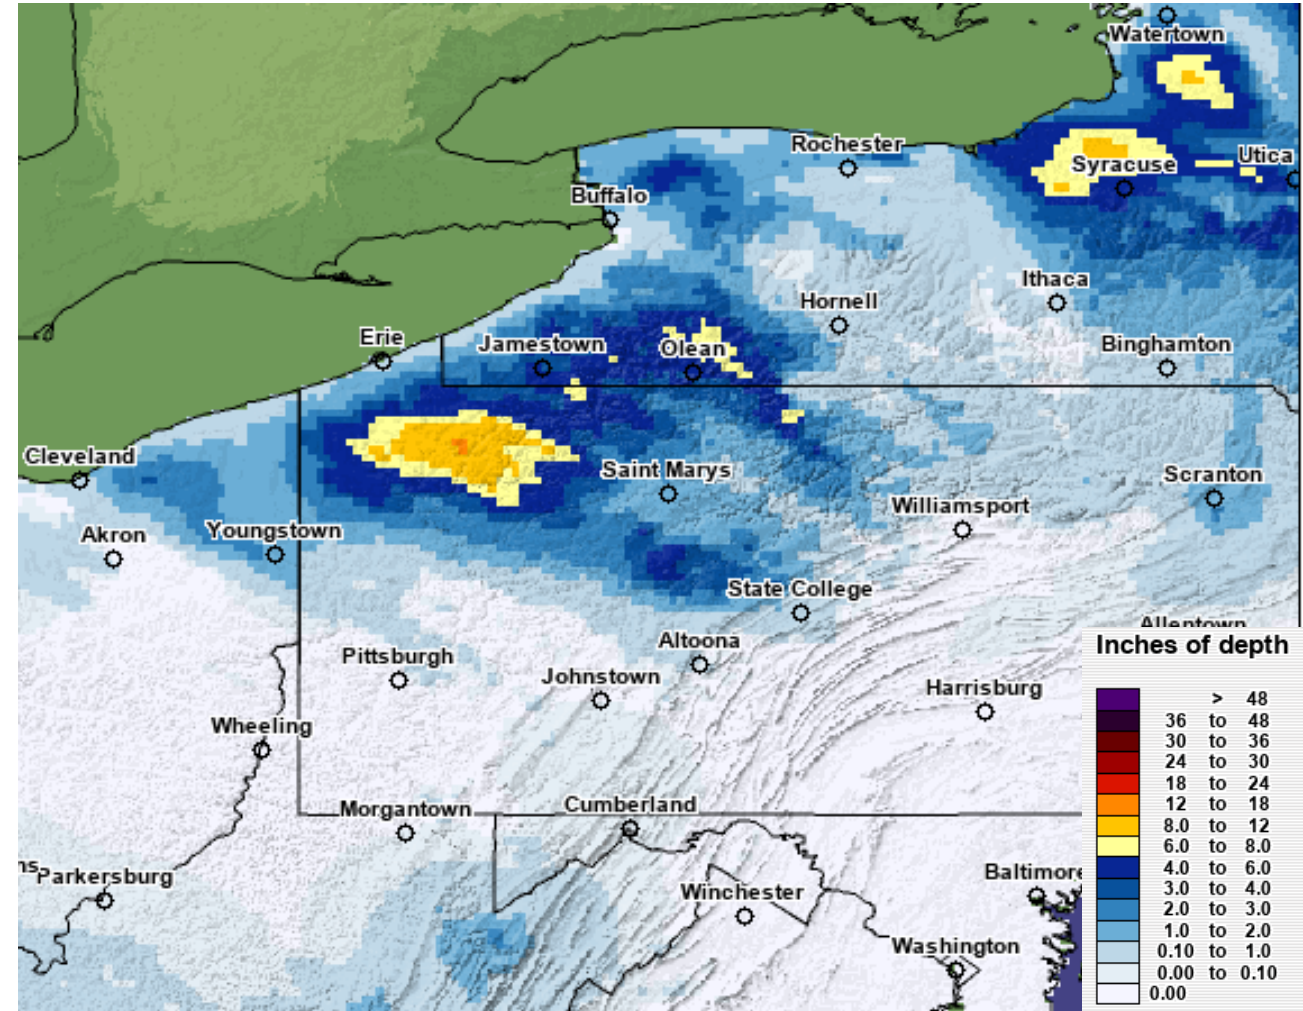 Watertown
Rochester
Syracuse
Utica
Buffalo
Ithaca
Hornell
Erie
Jamestown
Olean
Binghamton
Cleveland
Saint Marys
Scranton
Williamsport
Akron
Youngstown
State College
Allentown
Altoona
Pittsburgh
Johnstown
Harrisburg
Wheeling
Morgantown
Cumberland
Parkersburg
Winchester
Baltimore
Washington
Inches of depth
> 48
36 to 48
30 to 36
24 to 30
18 to 24
12 to 18
8.0 to 12
6.0 to 8.0
4.0 to 6.0
3.0 to 4.0
2.0 to 3.0
1.0 to 2.0
0.10 to 1.0
0.00 to 0.10
0.00